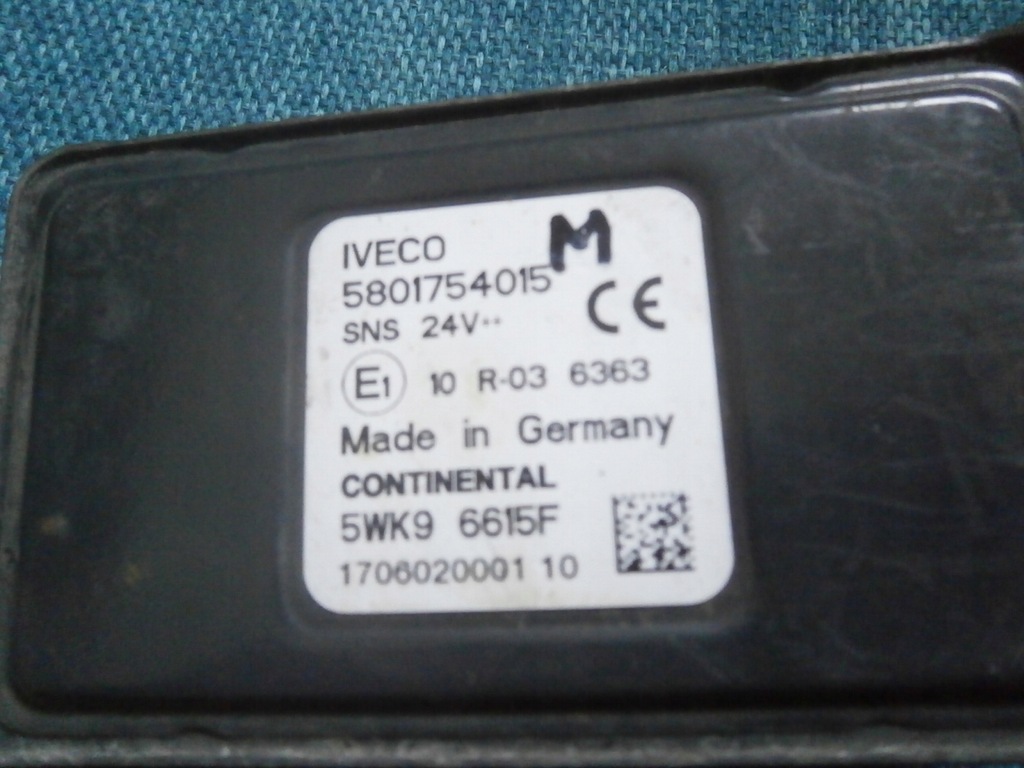 IVECO M
5801754015
SNS 24V
CE
E1 10 R-03 6363
Made in Germany
CONTINENTAL
5WK9 6615F
1706020001 10